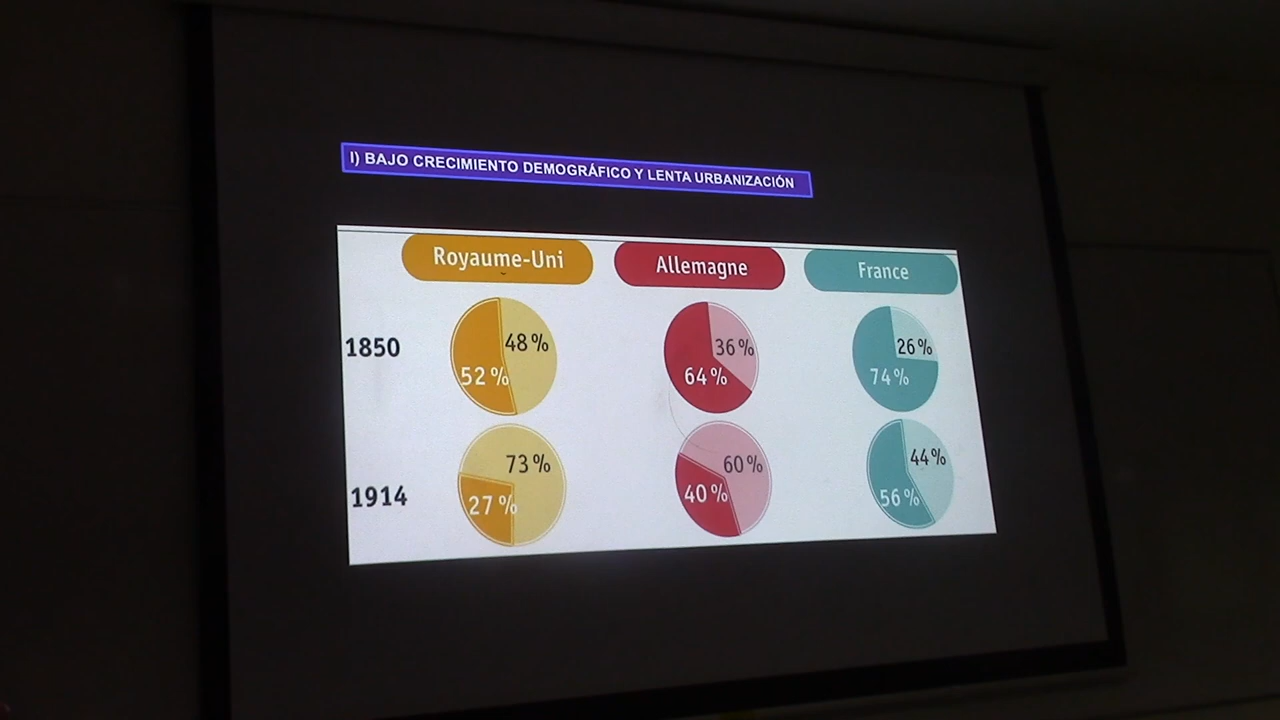 I) BAJO CRECIMIENTO DEMOGRÁFICO Y LENTA URBANIZACIÓN
Royaume-Uni Allemagne France
1850
48 % 36 % 26 %
52 % 64 % 74 %
1914
73 % 60 % 44 %
27 % 40 % 56 %